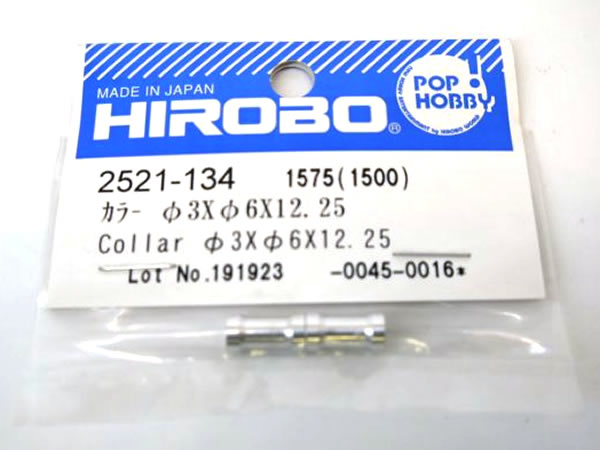 MADE IN JAPAN
HIROBO®
POP!
HOBBY
2521-134 1575(1500)
ｶﾗｰ φ3Xφ6X12.25
Collar φ3Xφ6X12.25
Lot No.191923 -0045-0016*